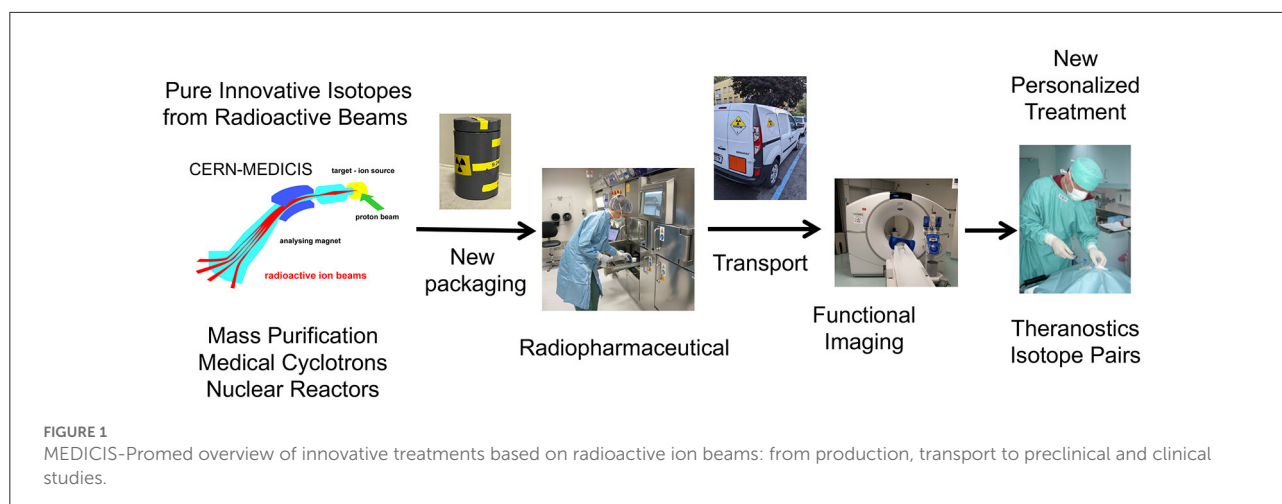 Pure Innovative Isotopes
from Radioactive Beams
CERN-MEDICIS
target - ion source
proton beam
analysing magnet
radioactive ion beams
Mass Purification
Medical Cyclotrons
Nuclear Reactors
New
packaging
Radiopharmaceutical
Transport
Functional
Imaging
New
Personalized
Treatment
Theranostics
Isotope Pairs
FIGURE 1
MEDICIS-Promed overview of innovative treatments based on radioactive ion beams: from production, transport to preclinical and clinical
studies.